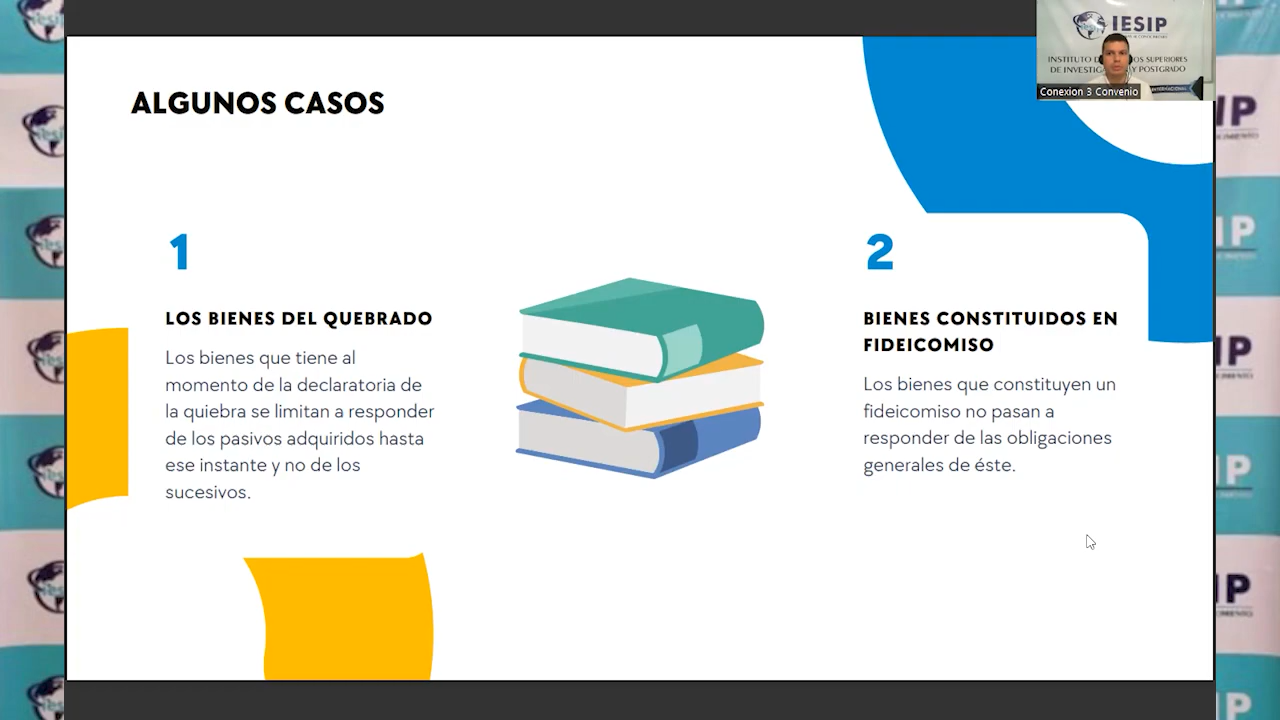 ALGUNOS CASOS
1
LOS BIENES DEL QUEBRADO
Los bienes que tiene al
momento de la declaratoria de
la quiebra se limitan a responder
de los pasivos adquiridos hasta
ese instante y no de los
sucesivos.
2
BIENES CONSTITUIDOS EN
FIDEICOMISO
Los bienes que constituyen un
fideicomiso no pasan a
responder de las obligaciones
generales de éste.
IESIP
SUPERIORES
Y POSTGRADO
Conexion 3 Convenio